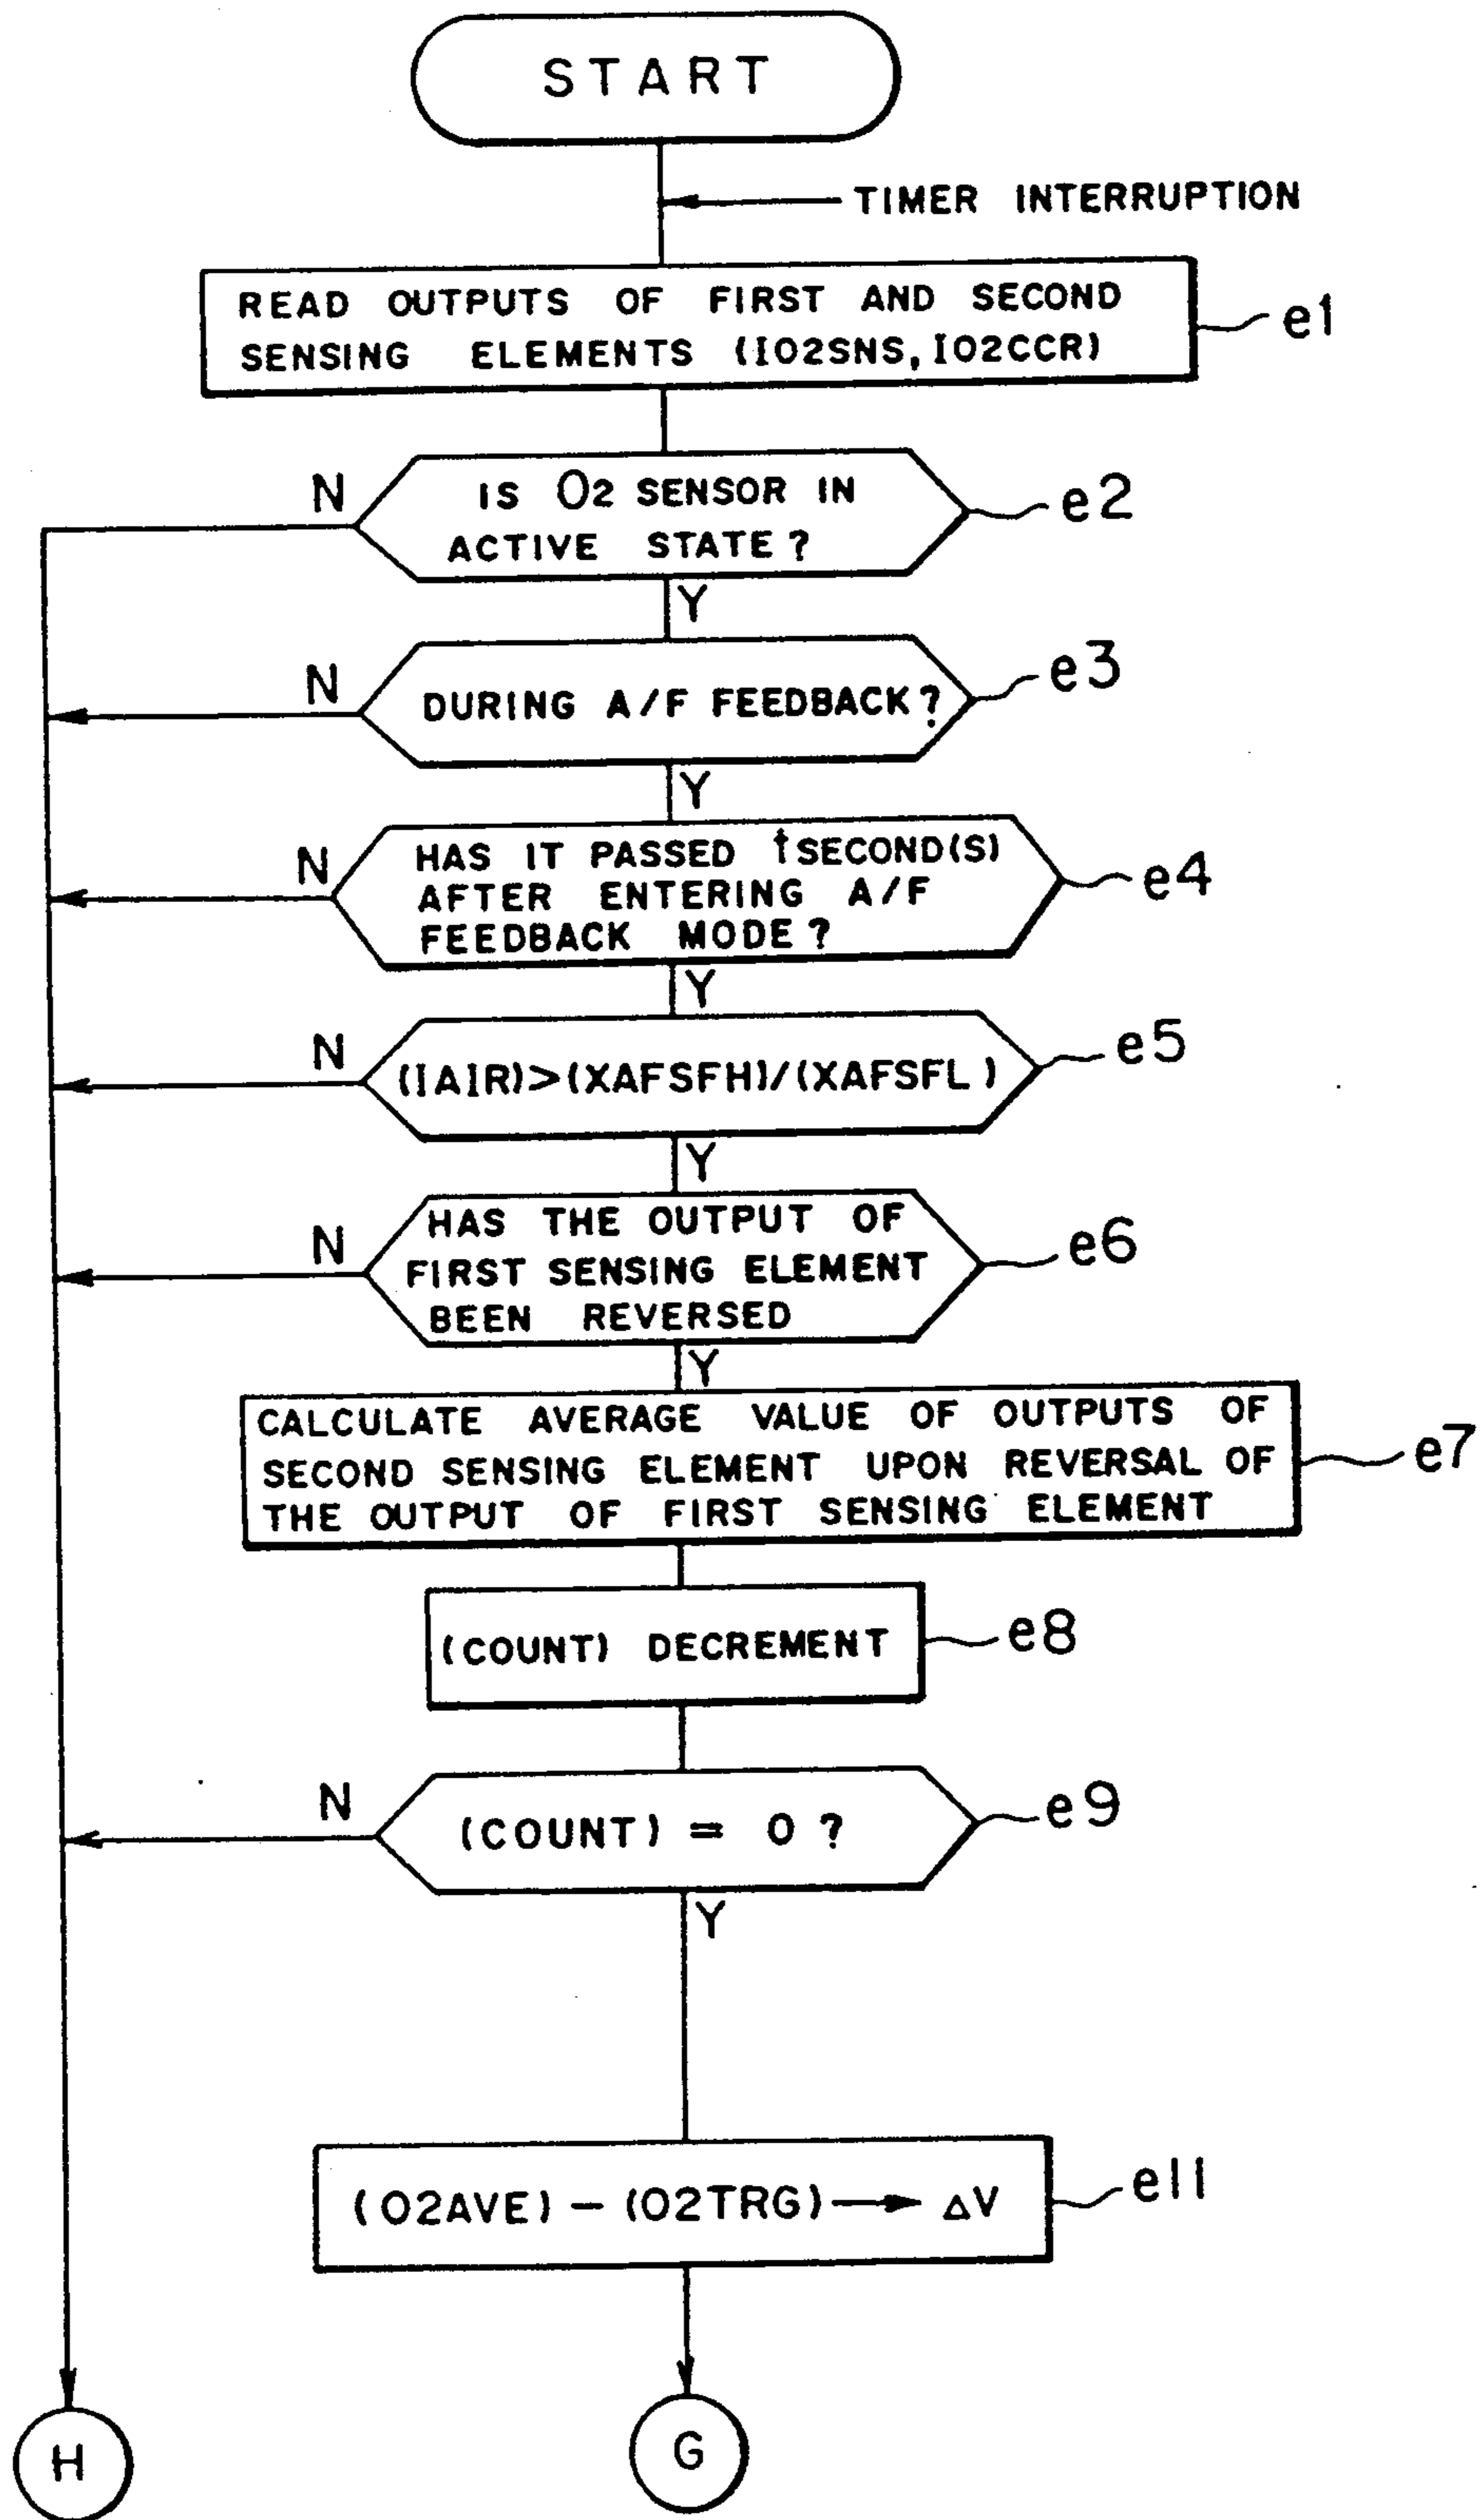 START
TIMER INTERRUPTION
READ OUTPUTS OF FIRST AND SECOND
SENSING ELEMENTS (IO2SNS, IO2CCR)
e1
N
IS O2 SENSOR IN
ACTIVE STATE?
e2
Y
N
DURING A/F FEEDBACK?
e3
Y
N
HAS IT PASSED t SECOND(S)
AFTER ENTERING A/F
FEEDBACK MODE?
e4
Y
N
(IAIR)>(XAFSFH)/(XAFSFL)
e5
Y
N
HAS THE OUTPUT OF
FIRST SENSING ELEMENT
BEEN REVERSED
e6
Y
CALCULATE AVERAGE VALUE OF OUTPUTS OF
SECOND SENSING ELEMENT UPON REVERSAL OF
THE OUTPUT OF FIRST SENSING ELEMENT
e7
(COUNT) DECREMENT
e8
N
(COUNT) = 0?
e9
Y
(O2AVE) – (O2TRG) → ΔV
e11
H
G